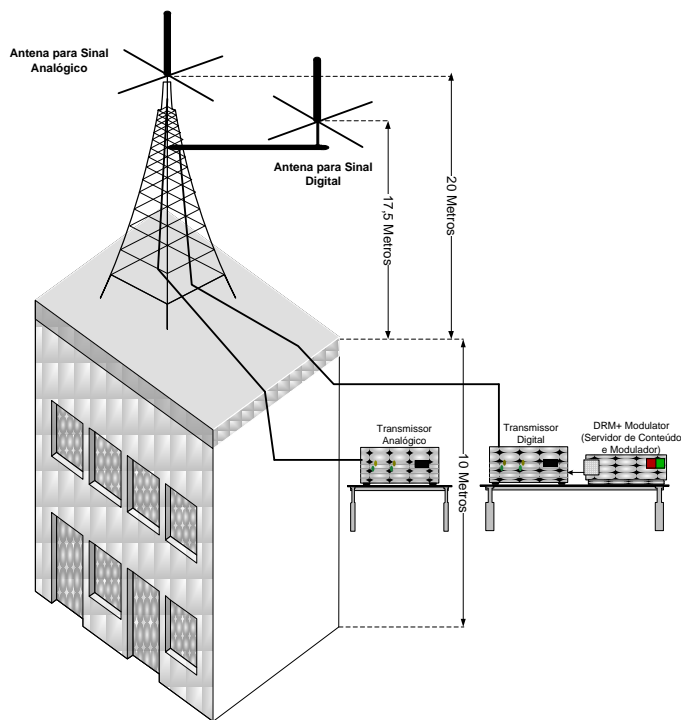 Antena para Sinal
Analógico
Antena para Sinal
Digital
20 Metros
17,5 Metros
Transmissor
Analógico
Transmissor
Digital
DRM+ Modulator
(Servidor de Conteúdo
e Modulador)
10 Metros